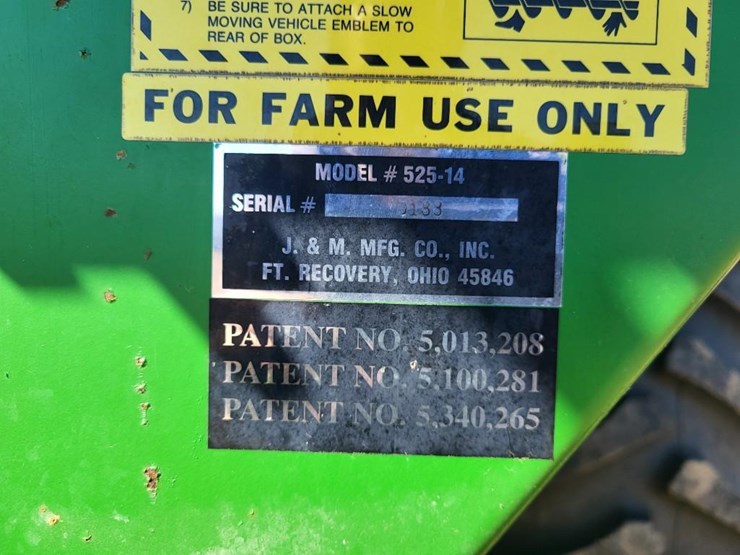 7) BE SURE TO ATTACH A SLOW
MOVING VEHICLE EMBLEM TO
REAR OF BOX.
FOR FARM USE ONLY
MODEL # 525-14
SERIAL #
J. & M. MFG. CO., INC.
FT. RECOVERY, OHIO 45846
PATENT NO. 5,013,208
PATENT NO. 5,100,281
PATENT NO. 5,340,265